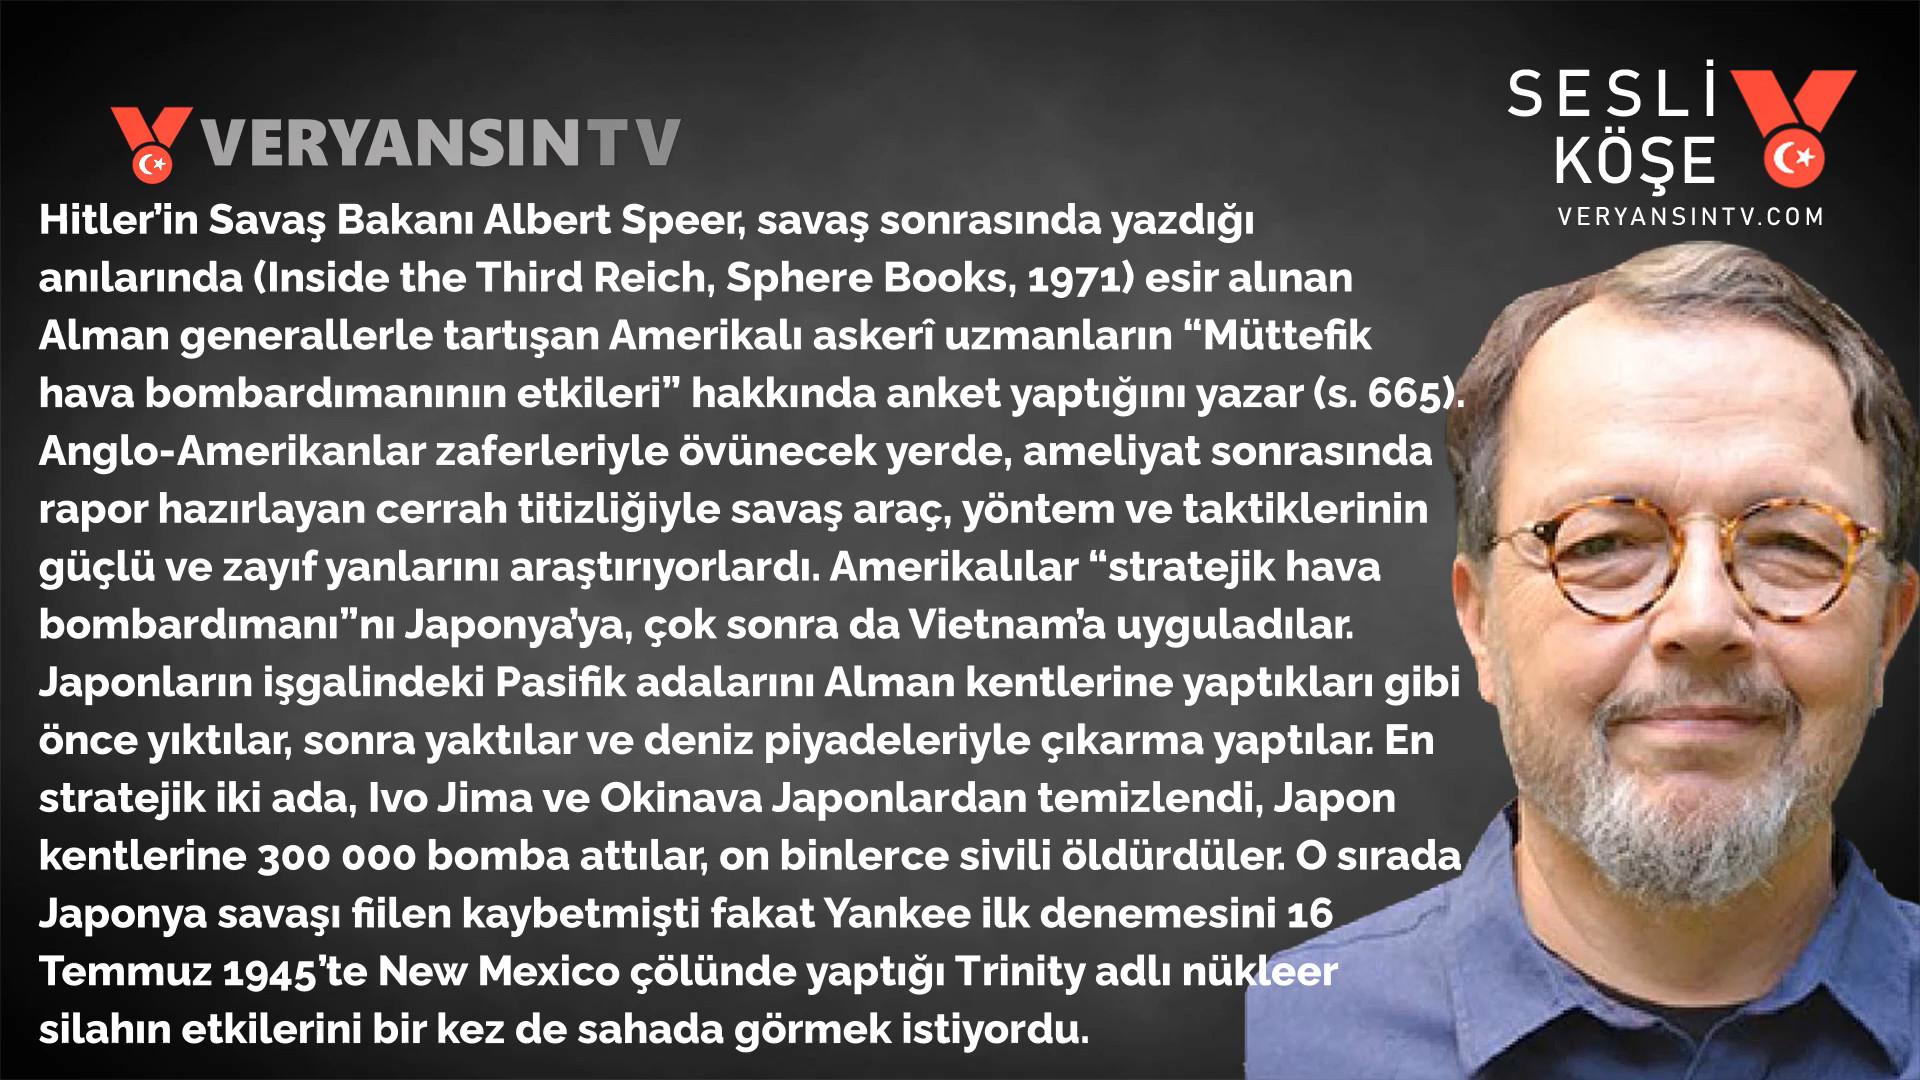 VERYANSINTV
SESLİ
KÖŞE
VERYANSINTV.COM
Hitler’in Savaş Bakanı Albert Speer, savaş sonrasında yazdığı
anılarında (Inside the Third Reich, Sphere Books, 1971) esir alınan
Alman generallerle tartışan Amerikalı askerî uzmanların “Müttefik
hava bombardımanının etkileri” hakkında anket yaptığını yazar (s. 665).
Anglo-Amerikanlar zaferleriyle övünecek yerde, ameliyat sonrasında
rapor hazırlayan cerrah titizliğiyle savaş araç, yöntem ve taktiklerinin
güçlü ve zayıf yanlarını araştırıyorlardı. Amerikalılar “stratejik hava
bombardımanı”nı Japonya’ya, çok sonra da Vietnam’a uyguladılar.
Japonların işgalindeki Pasifik adalarını Alman kentlerine yaptıkları gibi
önce yıktılar, sonra yaktılar ve deniz piyadeleriyle çıkarma yaptılar. En
stratejik iki ada, Ivo Jima ve Okinava Japonlardan temizlendi, Japon
kentlerine 300 000 bomba attılar, on binlerce sivili öldürdüler. O sırada
Japonya savaşı fiilen kaybetmişti fakat Yankee ilk denemesini 16
Temmuz 1945’te New Mexico çölünde yaptığı Trinity adlı nükleer
silahın etkilerini bir kez de sahada görmek istiyordu.